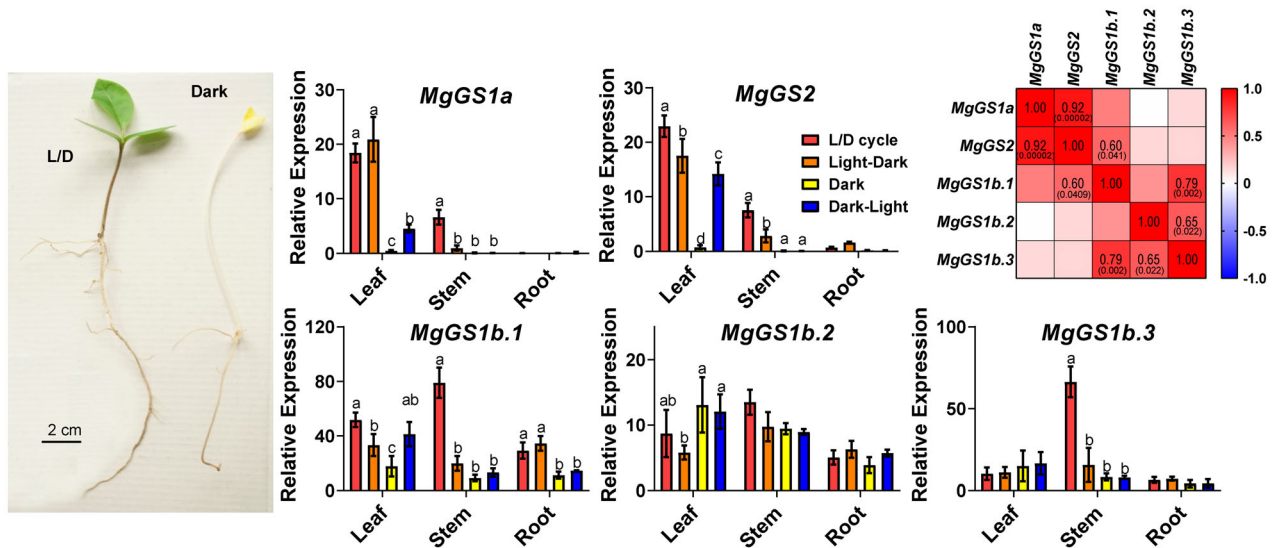 Dark
L/D
2 cm
MgGS1a
Relative Expression
30
20
10
0
a
a
c
b
a
b
b
b
Leaf
Stem
Root
MgGS2
Relative Expression
30
20
10
0
a
b
d
c
a
b
a
a
L/D cycle
Light-Dark
Dark
Dark-Light
Leaf
Stem
Root
MgGS1a
MgGS2
MgGS1b.1
MgGS1b.2
MgGS1b.3
MgGS1a 1.00 0.92
(0.00002)
MgGS2 0.92 1.00 0.60
(0.00002) (0.041)
MgGS1b.1 0.60 1.00 0.79
(0.0409) (0.002)
MgGS1b.2 1.00 0.65
(0.022)
MgGS1b.3 0.79 0.65 1.00
(0.002) (0.022)
1.0
0.5
0
-0.5
-1.0
MgGS1b.1
Relative Expression
120
80
40
0
a
b
c
ab
a
b
b
b
a
a
b
b
Leaf
Stem
Root
MgGS1b.2
Relative Expression
20
10
0
ab
b
a
a
Leaf
Stem
Root
MgGS1b.3
Relative Expression
100
50
0
a
b
b
b
Leaf
Stem
Root